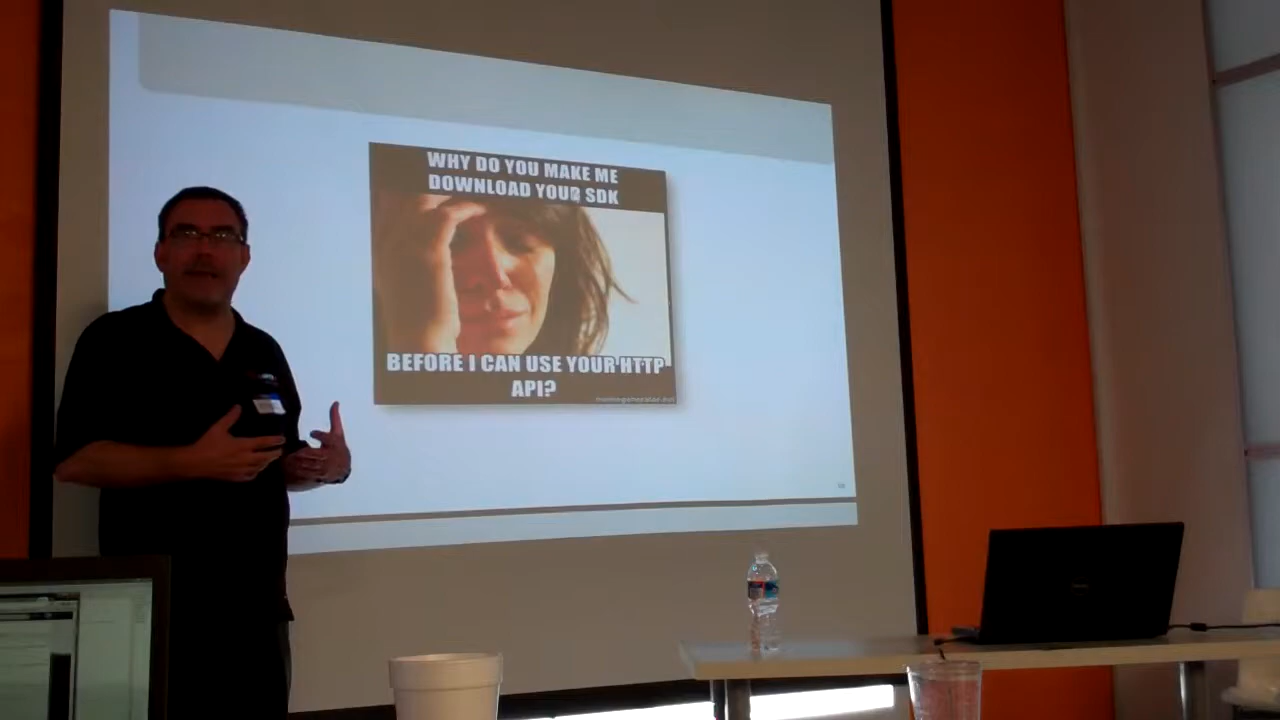 WHY DO YOU MAKE ME
DOWNLOAD YOUR SDK
BEFORE I CAN USE YOUR HTTP
API?